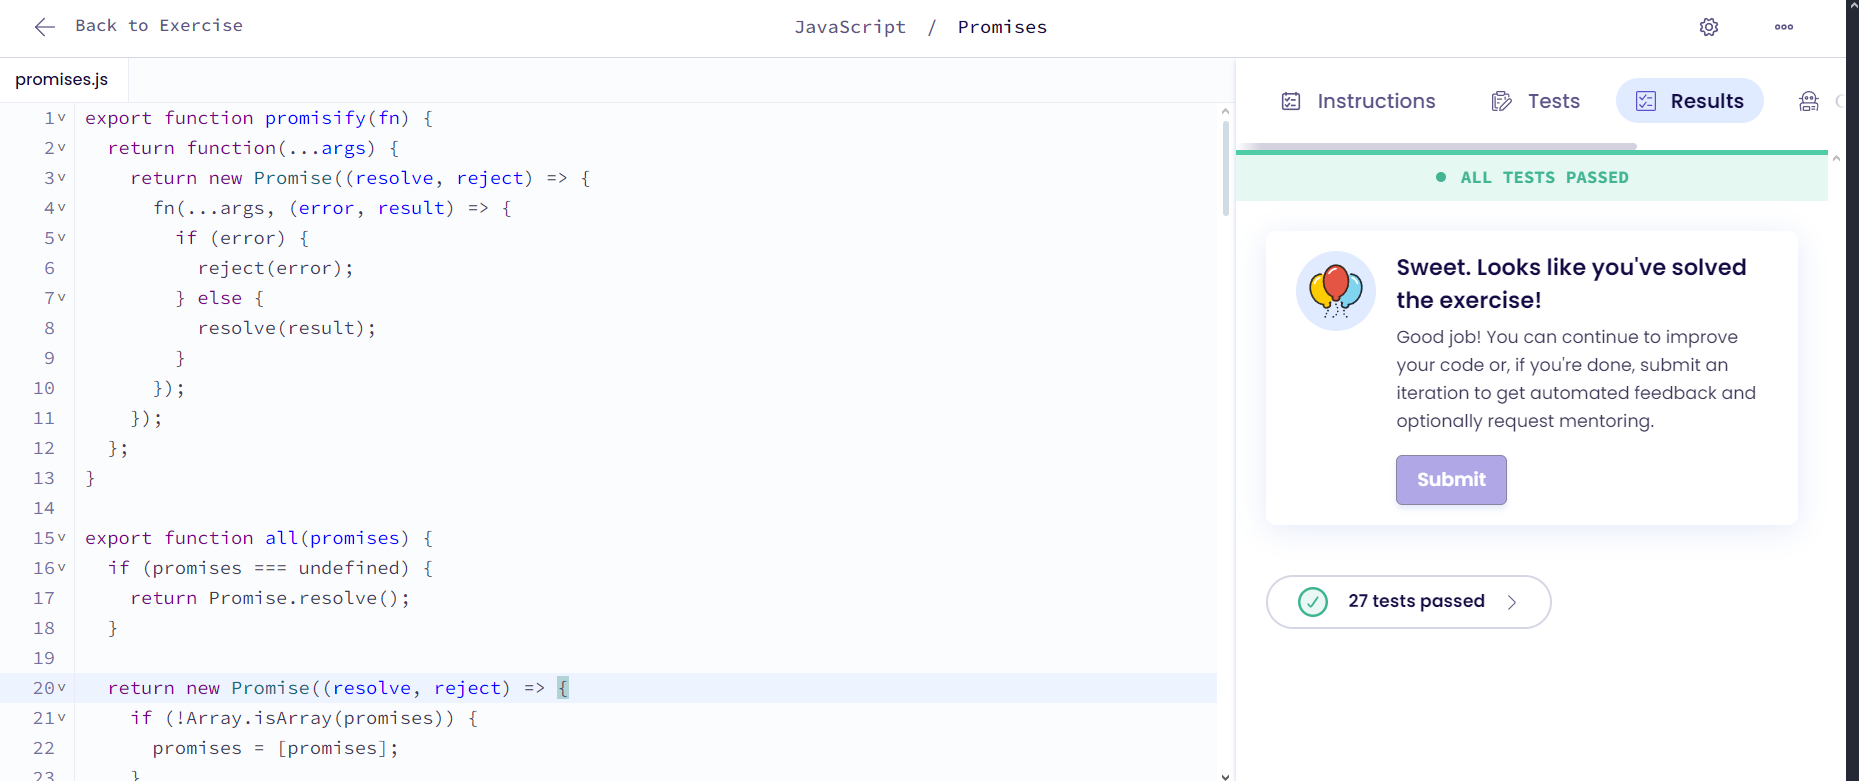 Back to Exercise
JavaScript / Promises
promises.js
1 export function promisify(fn) {
2   return function(...args) {
3     return new Promise((resolve, reject) => {
4       fn(...args, (error, result) => {
5         if (error) {
6           reject(error);
7         } else {
8           resolve(result);
9         }
10       });
11     });
12   };
13 }
14
15 export function all(promises) {
16   if (promises === undefined) {
17     return Promise.resolve();
18   }
19
20   return new Promise((resolve, reject) => {
21     if (!Array.isArray(promises)) {
22       promises = [promises];
23     }
Instructions
Tests
Results
ALL TESTS PASSED
Sweet. Looks like you've solved
the exercise!
Good job! You can continue to improve
your code or, if you're done, submit an
iteration to get automated feedback and
optionally request mentoring.
Submit
27 tests passed